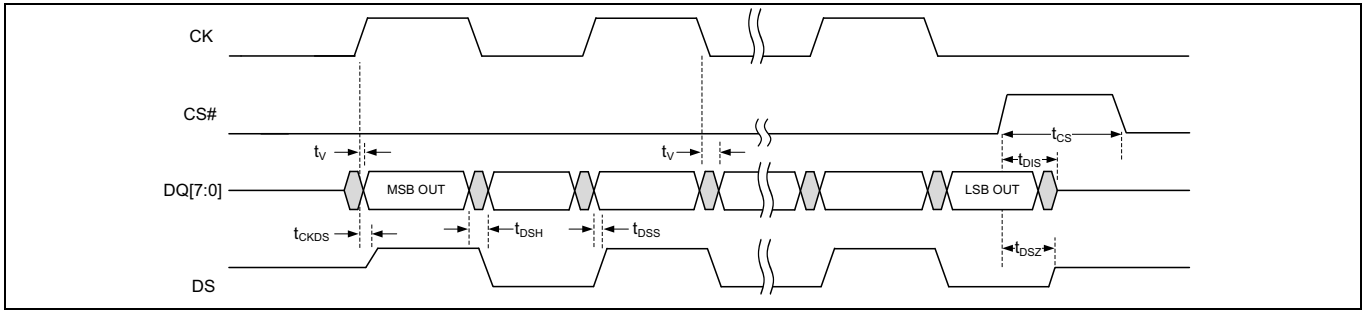 CK
CS#
tCS
tV
tV
tDIS
DQ[7:0]
MSB OUT
LSB OUT
tCKDS
tDSH
tDSS
tDSZ
DS